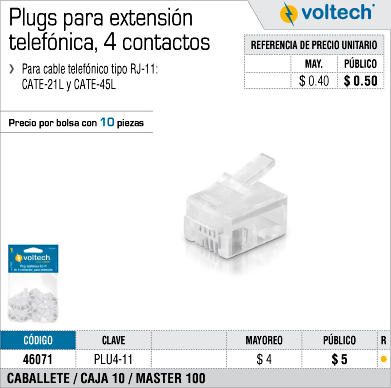 Plugs para extensión
telefónica, 4 contactos
voltech
› Para cable telefónico tipo RJ-11:
CATE-21L y CATE-45L
REFERENCIA DE PRECIO UNITARIO
MAY. PÚBLICO
$ 0.40 $ 0.50
Precio por bolsa con 10 piezas
voltech
CÓDIGO CLAVE MAYOREO PÚBLICO R
46071 PLU4-11 $ 4 $ 5
CABALLETE / CAJA 10 / MASTER 100